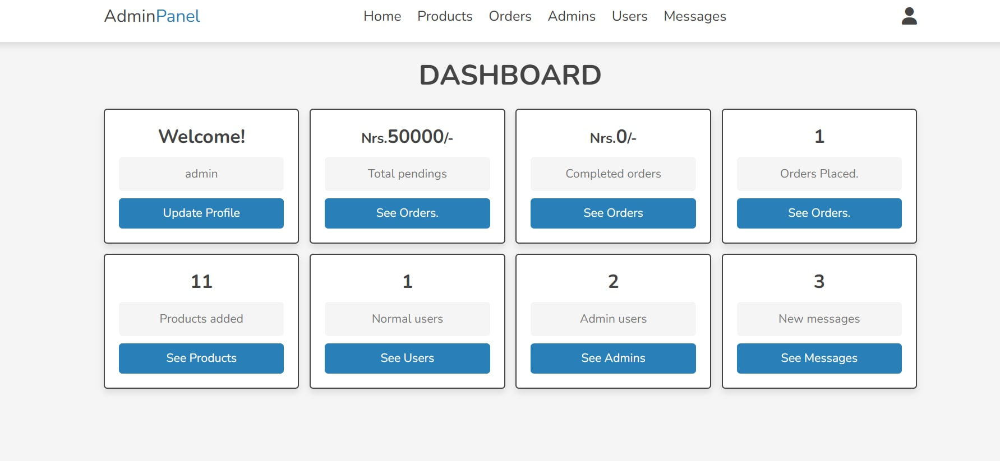 AdminPanel Home Products Orders Admins Users Messages
DASHBOARD
Welcome!
admin
Update Profile
Nrs.50000/-
Total pendings
See Orders.
Nrs.0/-
Completed orders
See Orders
1
Orders Placed.
See Orders.
11
Products added
See Products
1
Normal users
See Users
2
Admin users
See Admins
3
New messages
See Messages